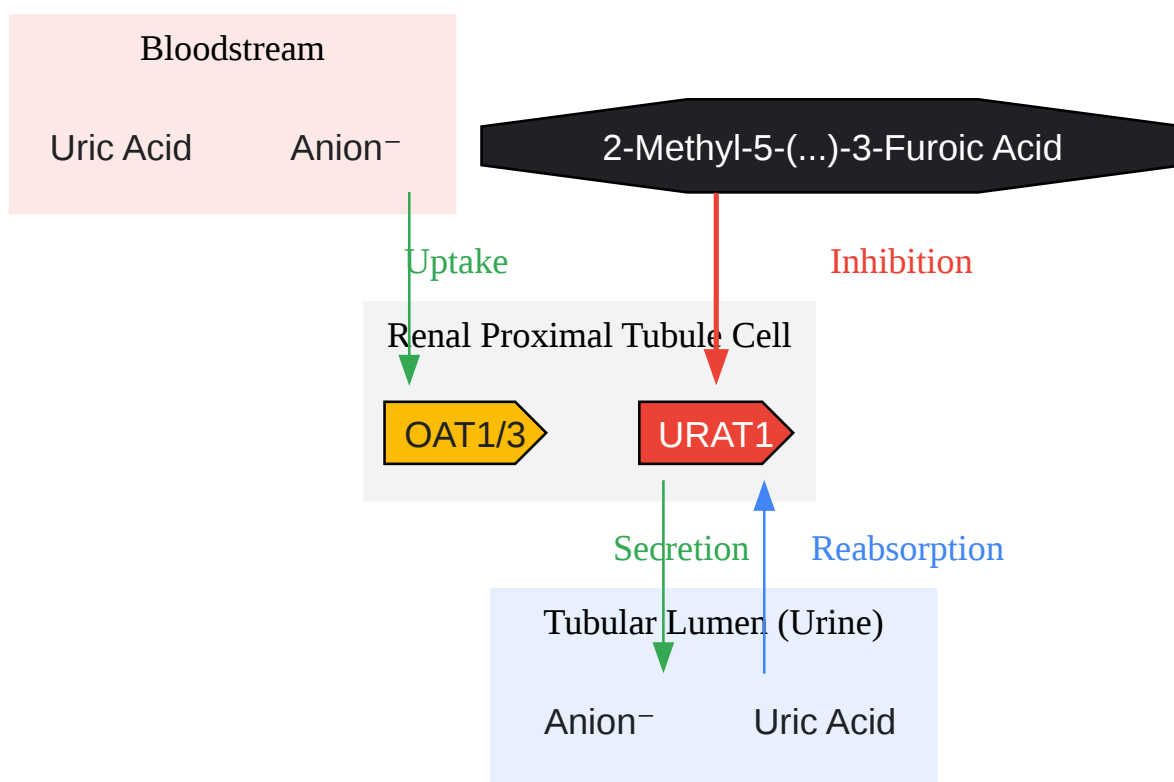 Bloodstream
Uric Acid
Anion⁻
2-Methyl-5-(...)-3-Furoic Acid
Uptake
Inhibition
Renal Proximal Tubule Cell
OAT1/3
URAT1
Secretion
Reabsorption
Tubular Lumen (Urine)
Anion⁻
Uric Acid